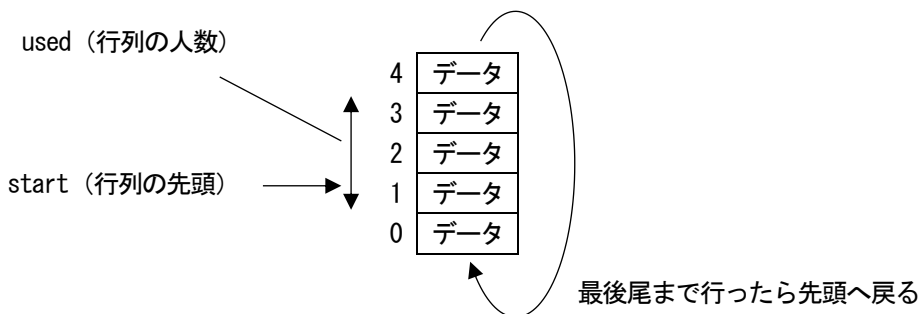 used（行列の人数）
4 データ
3 データ
2 データ
start（行列の先頭）
1 データ
0 データ
最後尾まで行ったら先頭へ戻る